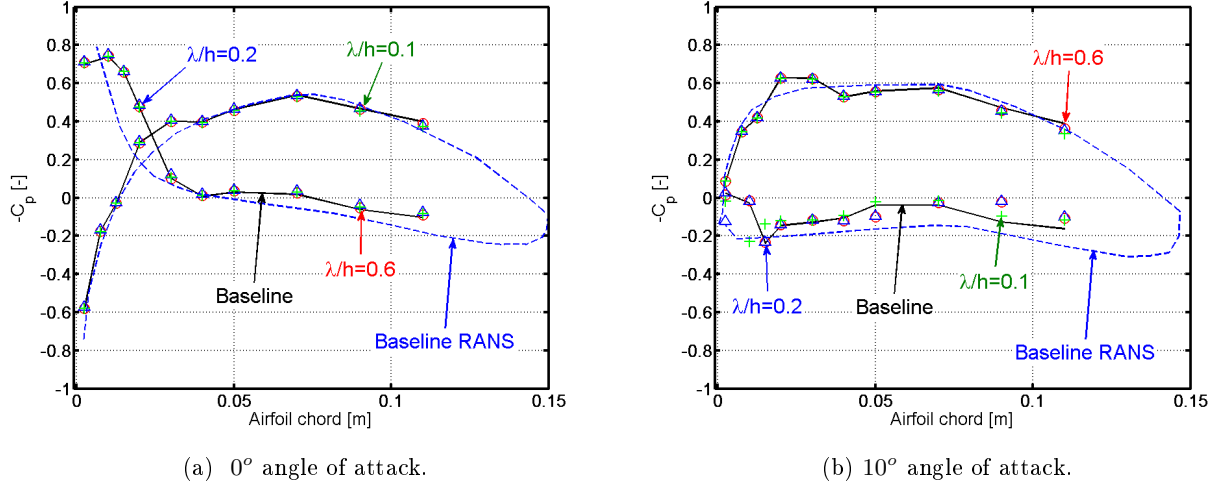 1
0.8
0.6
0.4
0.2
0
-0.2
-0.4
-0.6
-0.8
-1
-Cp [-]
0
0.05
0.1
0.15
Airfoil chord [m]
λ/h=0.2
λ/h=0.1
λ/h=0.6
Baseline
Baseline RANS
(a) 0° angle of attack.
1
0.8
0.6
0.4
0.2
0
-0.2
-0.4
-0.6
-0.8
-1
-Cp [-]
0
0.05
0.1
0.15
Airfoil chord [m]
λ/h=0.6
λ/h=0.2
Baseline
λ/h=0.1
Baseline RANS
(b) 10° angle of attack.